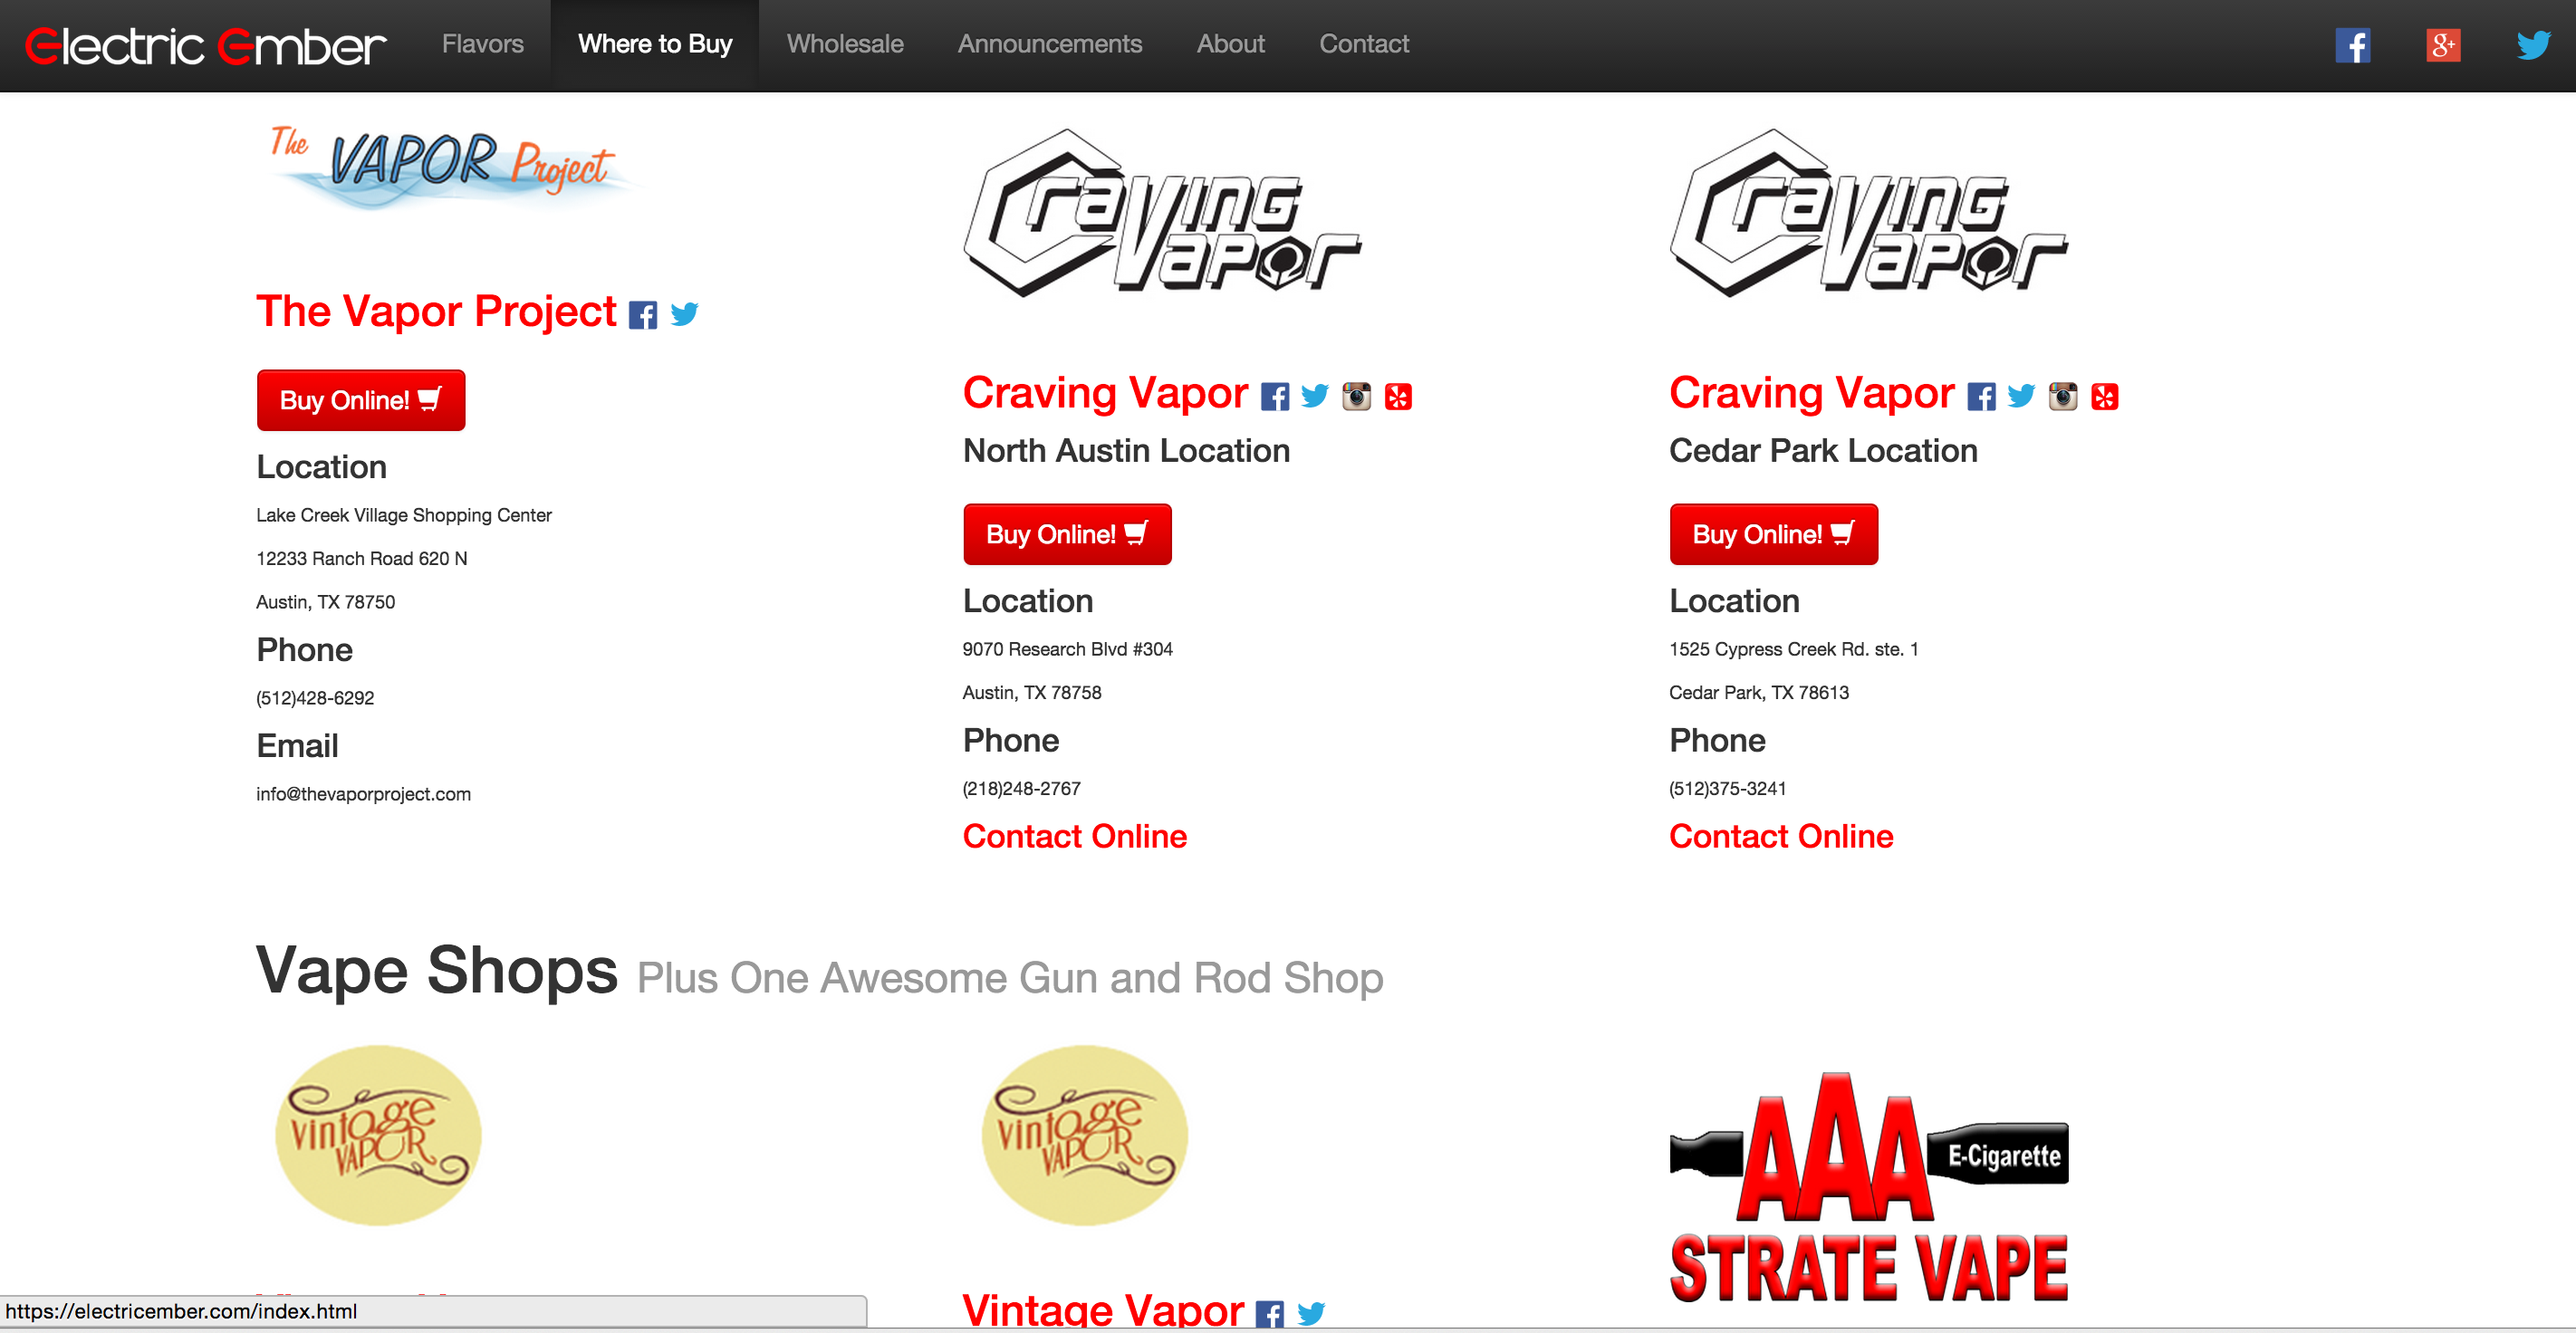 Electric Ember Flavors Where to Buy Wholesale Announcements About Contact
The VAPOR Project
The Vapor Project
Buy Online!
Location
Lake Creek Village Shopping Center
12233 Ranch Road 620 N
Austin, TX 78750
Phone
(512)428-6292
Email
info@thevaporproject.com
Craving
Vapor
Craving Vapor
North Austin Location
Buy Online!
Location
9070 Research Blvd #304
Austin, TX 78758
Phone
(218)248-2767
Contact Online
Craving
Vapor
Craving Vapor
Cedar Park Location
Buy Online!
Location
1525 Cypress Creek Rd. ste. 1
Cedar Park, TX 78613
Phone
(512)375-3241
Contact Online
Vape Shops Plus One Awesome Gun and Rod Shop
vintage
VAPOR
vintage
VAPOR
Vintage Vapor
AAA E-Cigarette
STRATE VAPE
https://electricember.com/index.html